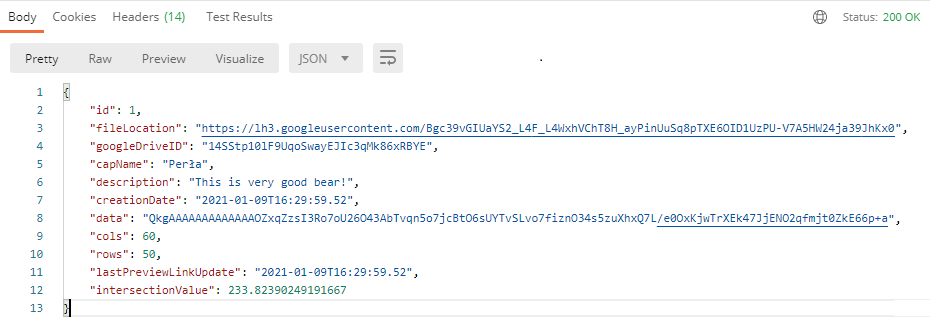 Body Cookies Headers (14) Test Results Status: 200 OK
Pretty Raw Preview Visualize JSON
1 {
2 "id": 1,
3 "fileLocation": "https://lh3.googleusercontent.com/Bgc39vGIUaYS2_L4F_L4WxhVChT8H_ayPinUuSq8pTXE6OID1UzPU-V7A5HW24ja39JhKx0",
4 "googleDriveID": "14SStp10lF9UqoSwayEJIc3qMk86xRBYE",
5 "capName": "Perła",
6 "description": "This is very good bear!",
7 "creationDate": "2021-01-09T16:29:59.52",
8 "data": "QkgAAAAAAAAAAAAAOZxqZzsI3Ro7oU26O43AbTvqn5o7jcBtO6sUYTvSLvo7fiznO34s5zuXhxQ7L/e0OxKjwTrXEk47JjENO2qfmjt0ZkE66p+a",
9 "cols": 60,
10 "rows": 50,
11 "lastPreviewLinkUpdate": "2021-01-09T16:29:59.52",
12 "intersectionValue": 233.82390249191667
13 }